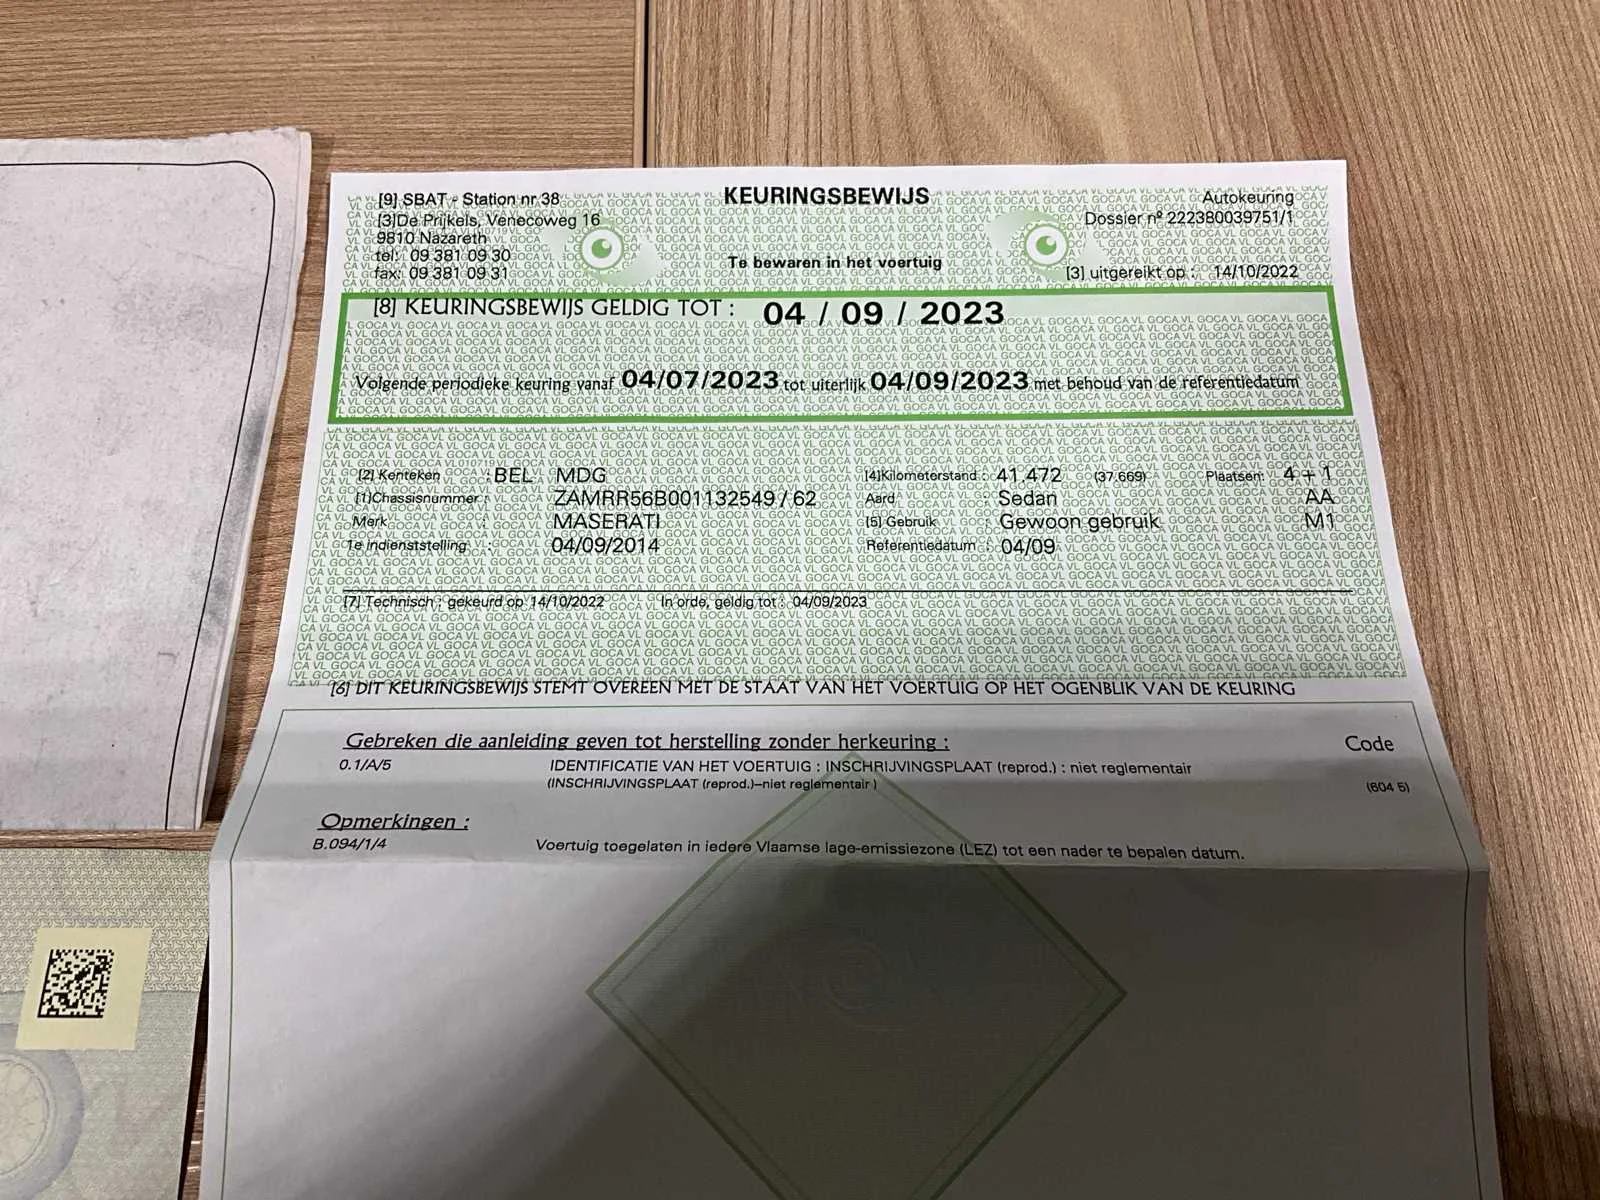 [9] SBAT - Station nr 38
[3]De Prijkels, Venecoweg 16
9810 Nazareth
tel: 09 381 09 30
fax: 09 381 09 31
KEURINGSBEWIJS
Te bewaren in het voertuig
Autokeuring
Dossier nº 222380039751/1
[3] uitgereikt op : 14/10/2022
[8] KEURINGSBEWIJS GELDIG TOT : 04 / 09 / 2023
Volgende periodieke keuring vanaf 04/07/2023 tot uiterlijk 04/09/2023 met behoud van de referentiedatum
[2] Kenteken : BEL MDG [4]Kilometerstand : 41.472 (37.669) Plaatsen: 4 + 1
[1]Chassisnummer : ZAMRR56B001132549 / 62 Aard : Sedan AA
Merk : MASERATI [5] Gebruik : Gewoon gebruik M1
1e indienststelling : 04/09/2014 Referentiedatum : 04/09
[7] Technisch : gekeurd op 14/10/2022 In orde, geldig tot : 04/09/2023
[6] DIT KEURINGSBEWIJS STEMT OVEREEN MET DE STAAT VAN HET VOERTUIG OP HET OGENBLIK VAN DE KEURING
Gebreken die aanleiding geven tot herstelling zonder herkeuring : Code
0.1/A/5 IDENTIFICATIE VAN HET VOERTUIG : INSCHRIJVINGSPLAAT (reprod.) : niet reglementair
(INSCHRIJVINGSPLAAT (reprod.)–niet reglementair ) (604 5)
Opmerkingen :
B.094/1/4 Voertuig toegelaten in iedere Vlaamse lage-emissiezone (LEZ) tot een nader te bepalen datum.